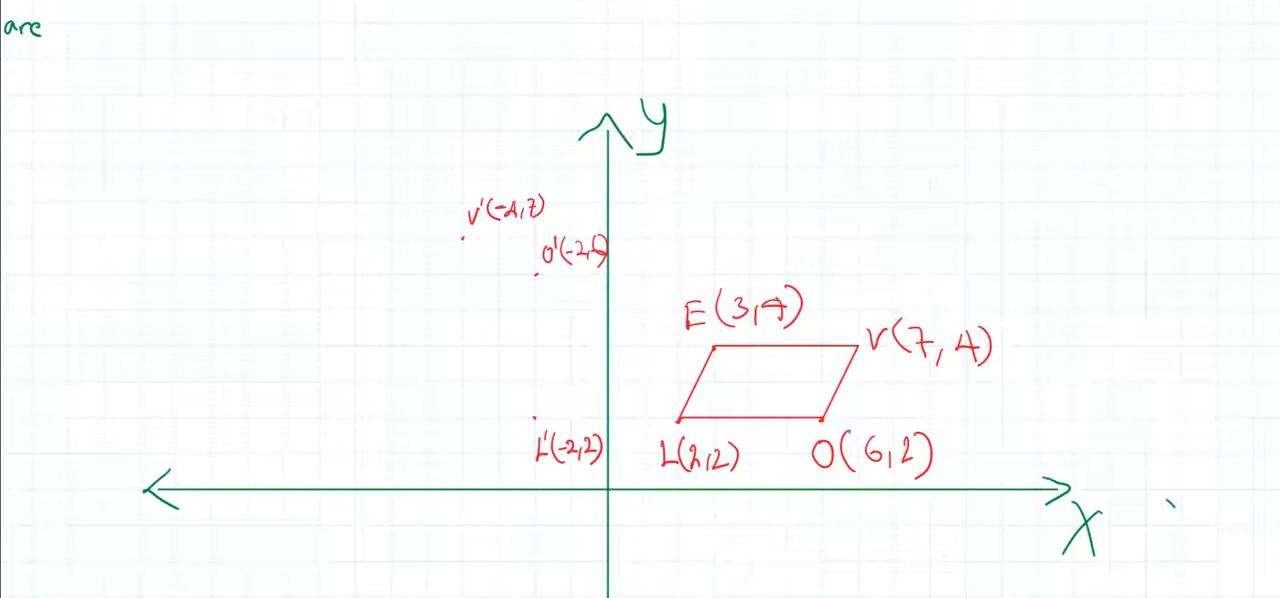 are
y
V'(-4,7)
O'(-2,6)
E(3,4)
V(7,4)
L'(-2,2)
L(2,2)
O(6,2)
X